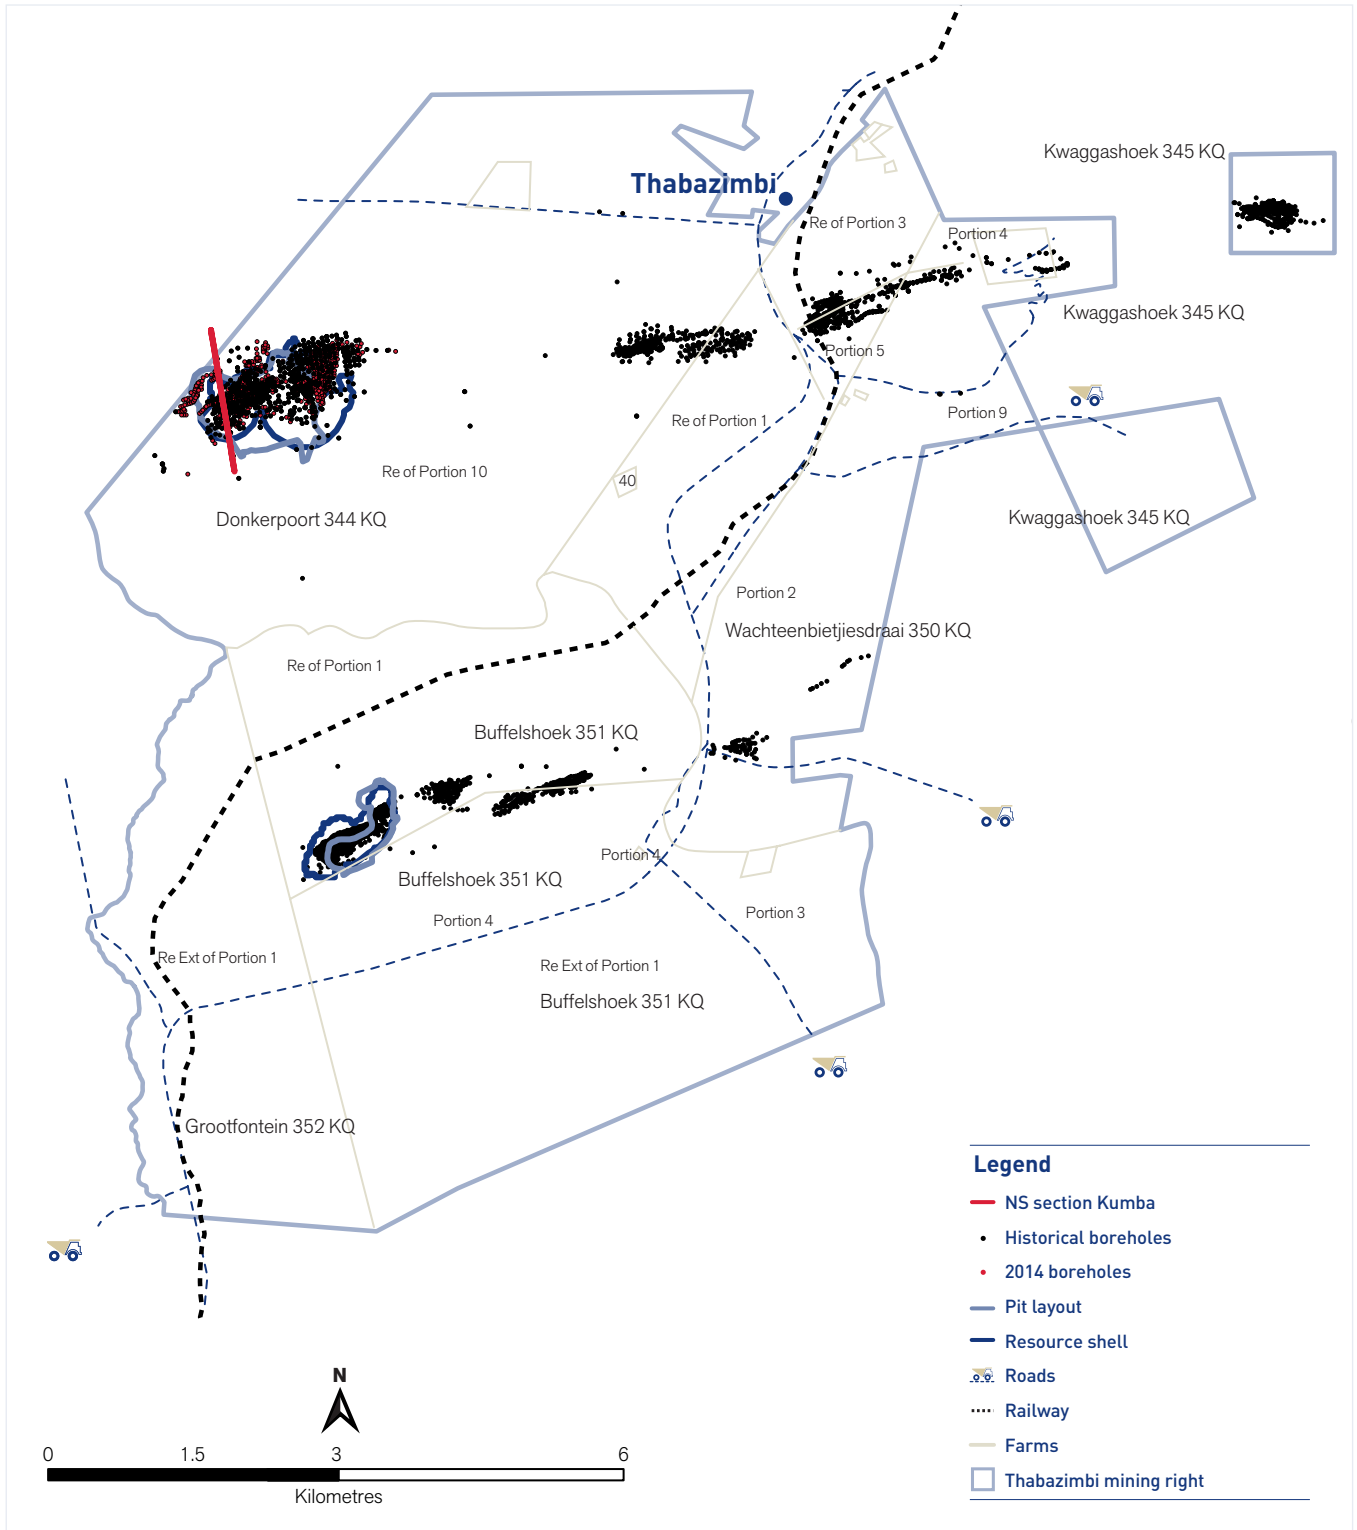 Kwaggashoek 345 KQ
Thabazimbi
Re of Portion 3
Portion 4
Kwaggashoek 345 KQ
Portion 5
Re of Portion 1
Portion 9
Re of Portion 10
40
Donkerpoort 344 KQ
Kwaggashoek 345 KQ
Portion 2
Wachteenbietjiesdraai 350 KQ
Re of Portion 1
Buffelshoek 351 KQ
Portion 4
Buffelshoek 351 KQ
Portion 4
Portion 3
Re Ext of Portion 1
Re Ext of Portion 1
Buffelshoek 351 KQ
Grootfontein 352 KQ
Legend
NS section Kumba
Historical boreholes
2014 boreholes
Pit layout
Resource shell
Roads
Railway
Farms
Thabazimbi mining right
N
0 1.5 3 6
Kilometres